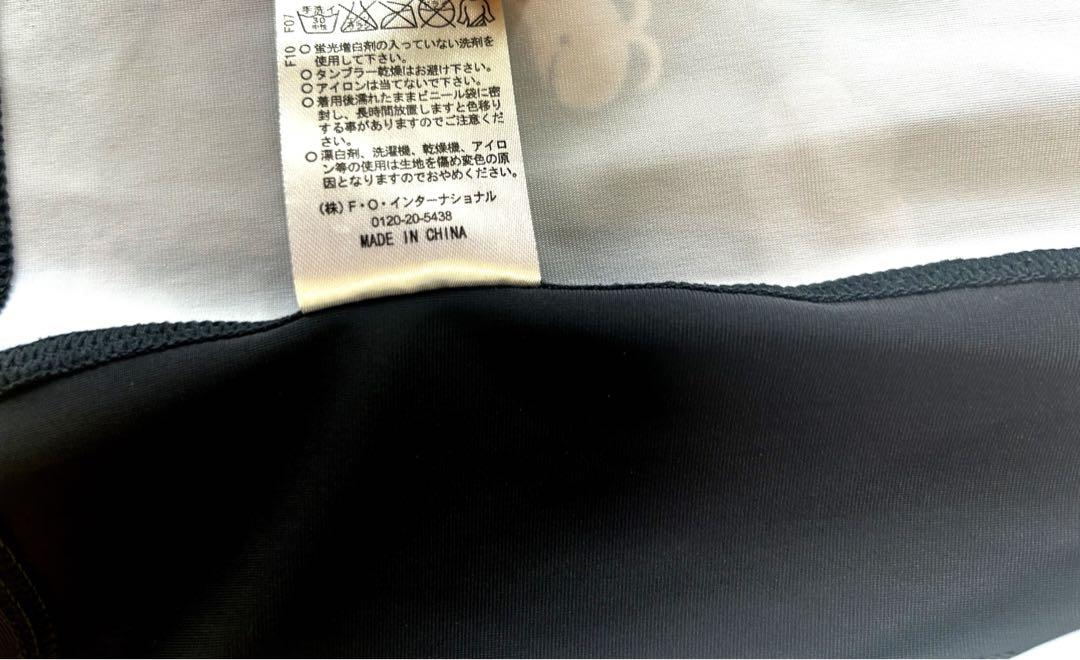 手洗イ
30
中性
F07
F10
○ 蛍光増白剤の入っていない洗剤を
使用して下さい。
○ タンブラー乾燥はお避け下さい。
○ アイロンは当てないで下さい。
○ 着用後濡れたままビニール袋に密
封し、長時間放置しますと色移り
する事がありますのでご注意くだ
さい。
○ 漂白剤、洗濯機、乾燥機、アイロ
ン等の使用は生地を傷め変色の原
因となりますのでおやめください。
(株)F・O・インターナショナル
0120-20-5438
MADE IN CHINA